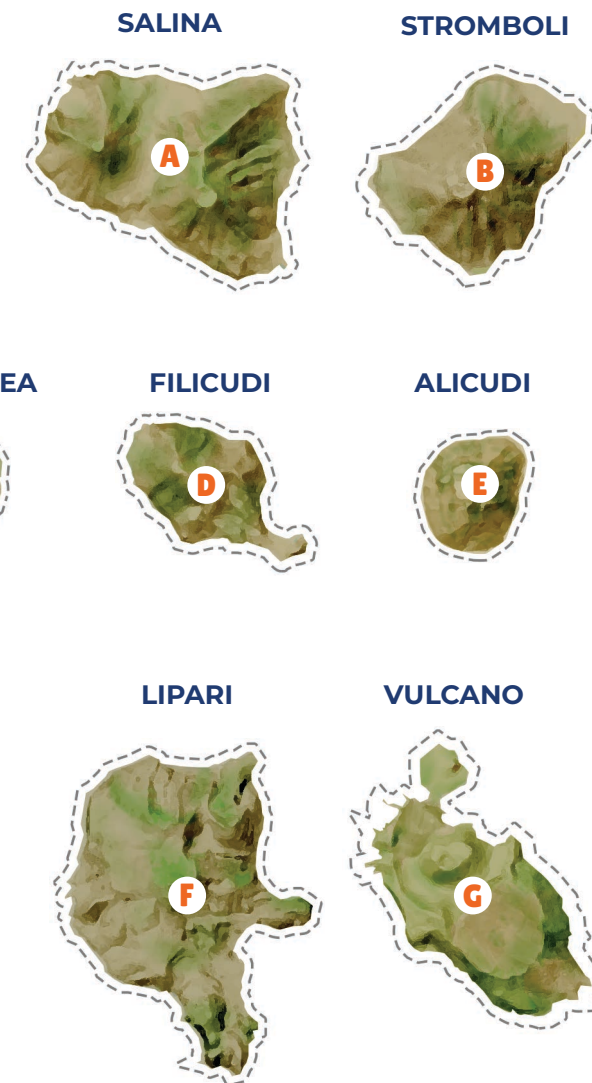 SALINA
STROMBOLI
A
B
EA
FILICUDI
ALICUDI
D
E
LIPARI
VULCANO
F
G